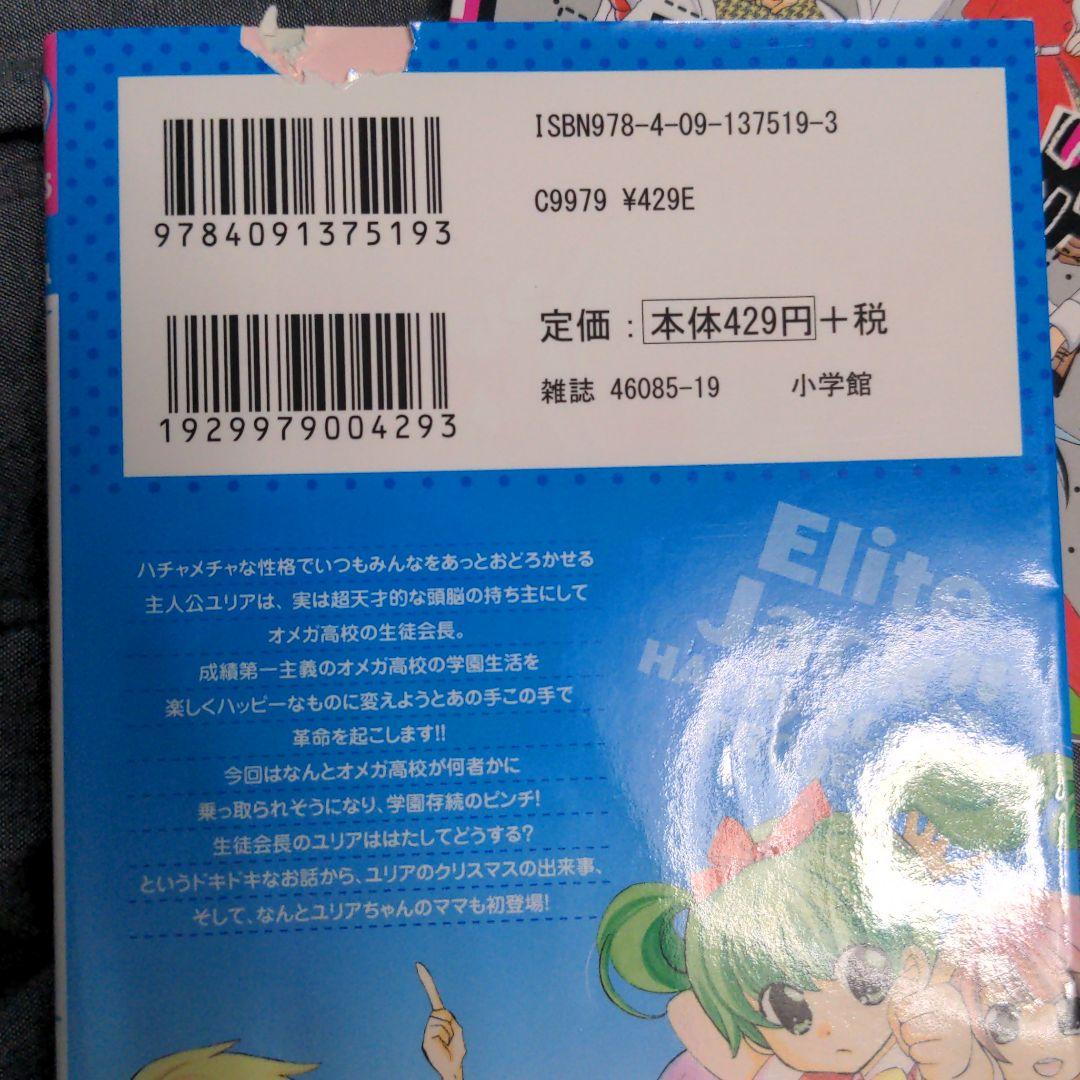 ISBN978-4-09-137519-3
9784091375193
C9979 ¥429E
1929979004293
定価：本体429円+税
雑誌 46085-19 小学館
ハチャメチャな性格でいつもみんなをあっとおどろかせる
主人公ユリアは、実は超天才的な頭脳の持ち主にして
オメガ高校の生徒会長。
成績第一主義のオメガ高校の学園生活を
楽しくハッピーなものに変えようとあの手この手で
革命を起こします!!
今回はなんとオメガ高校が何者かに
乗っ取られそうになり、学園存続のピンチ!
生徒会長のユリアははたしてどうする?
というドキドキなお話から、ユリアのクリスマスの出来事、
そして、なんとユリアちゃんのママも初登場!
Elite